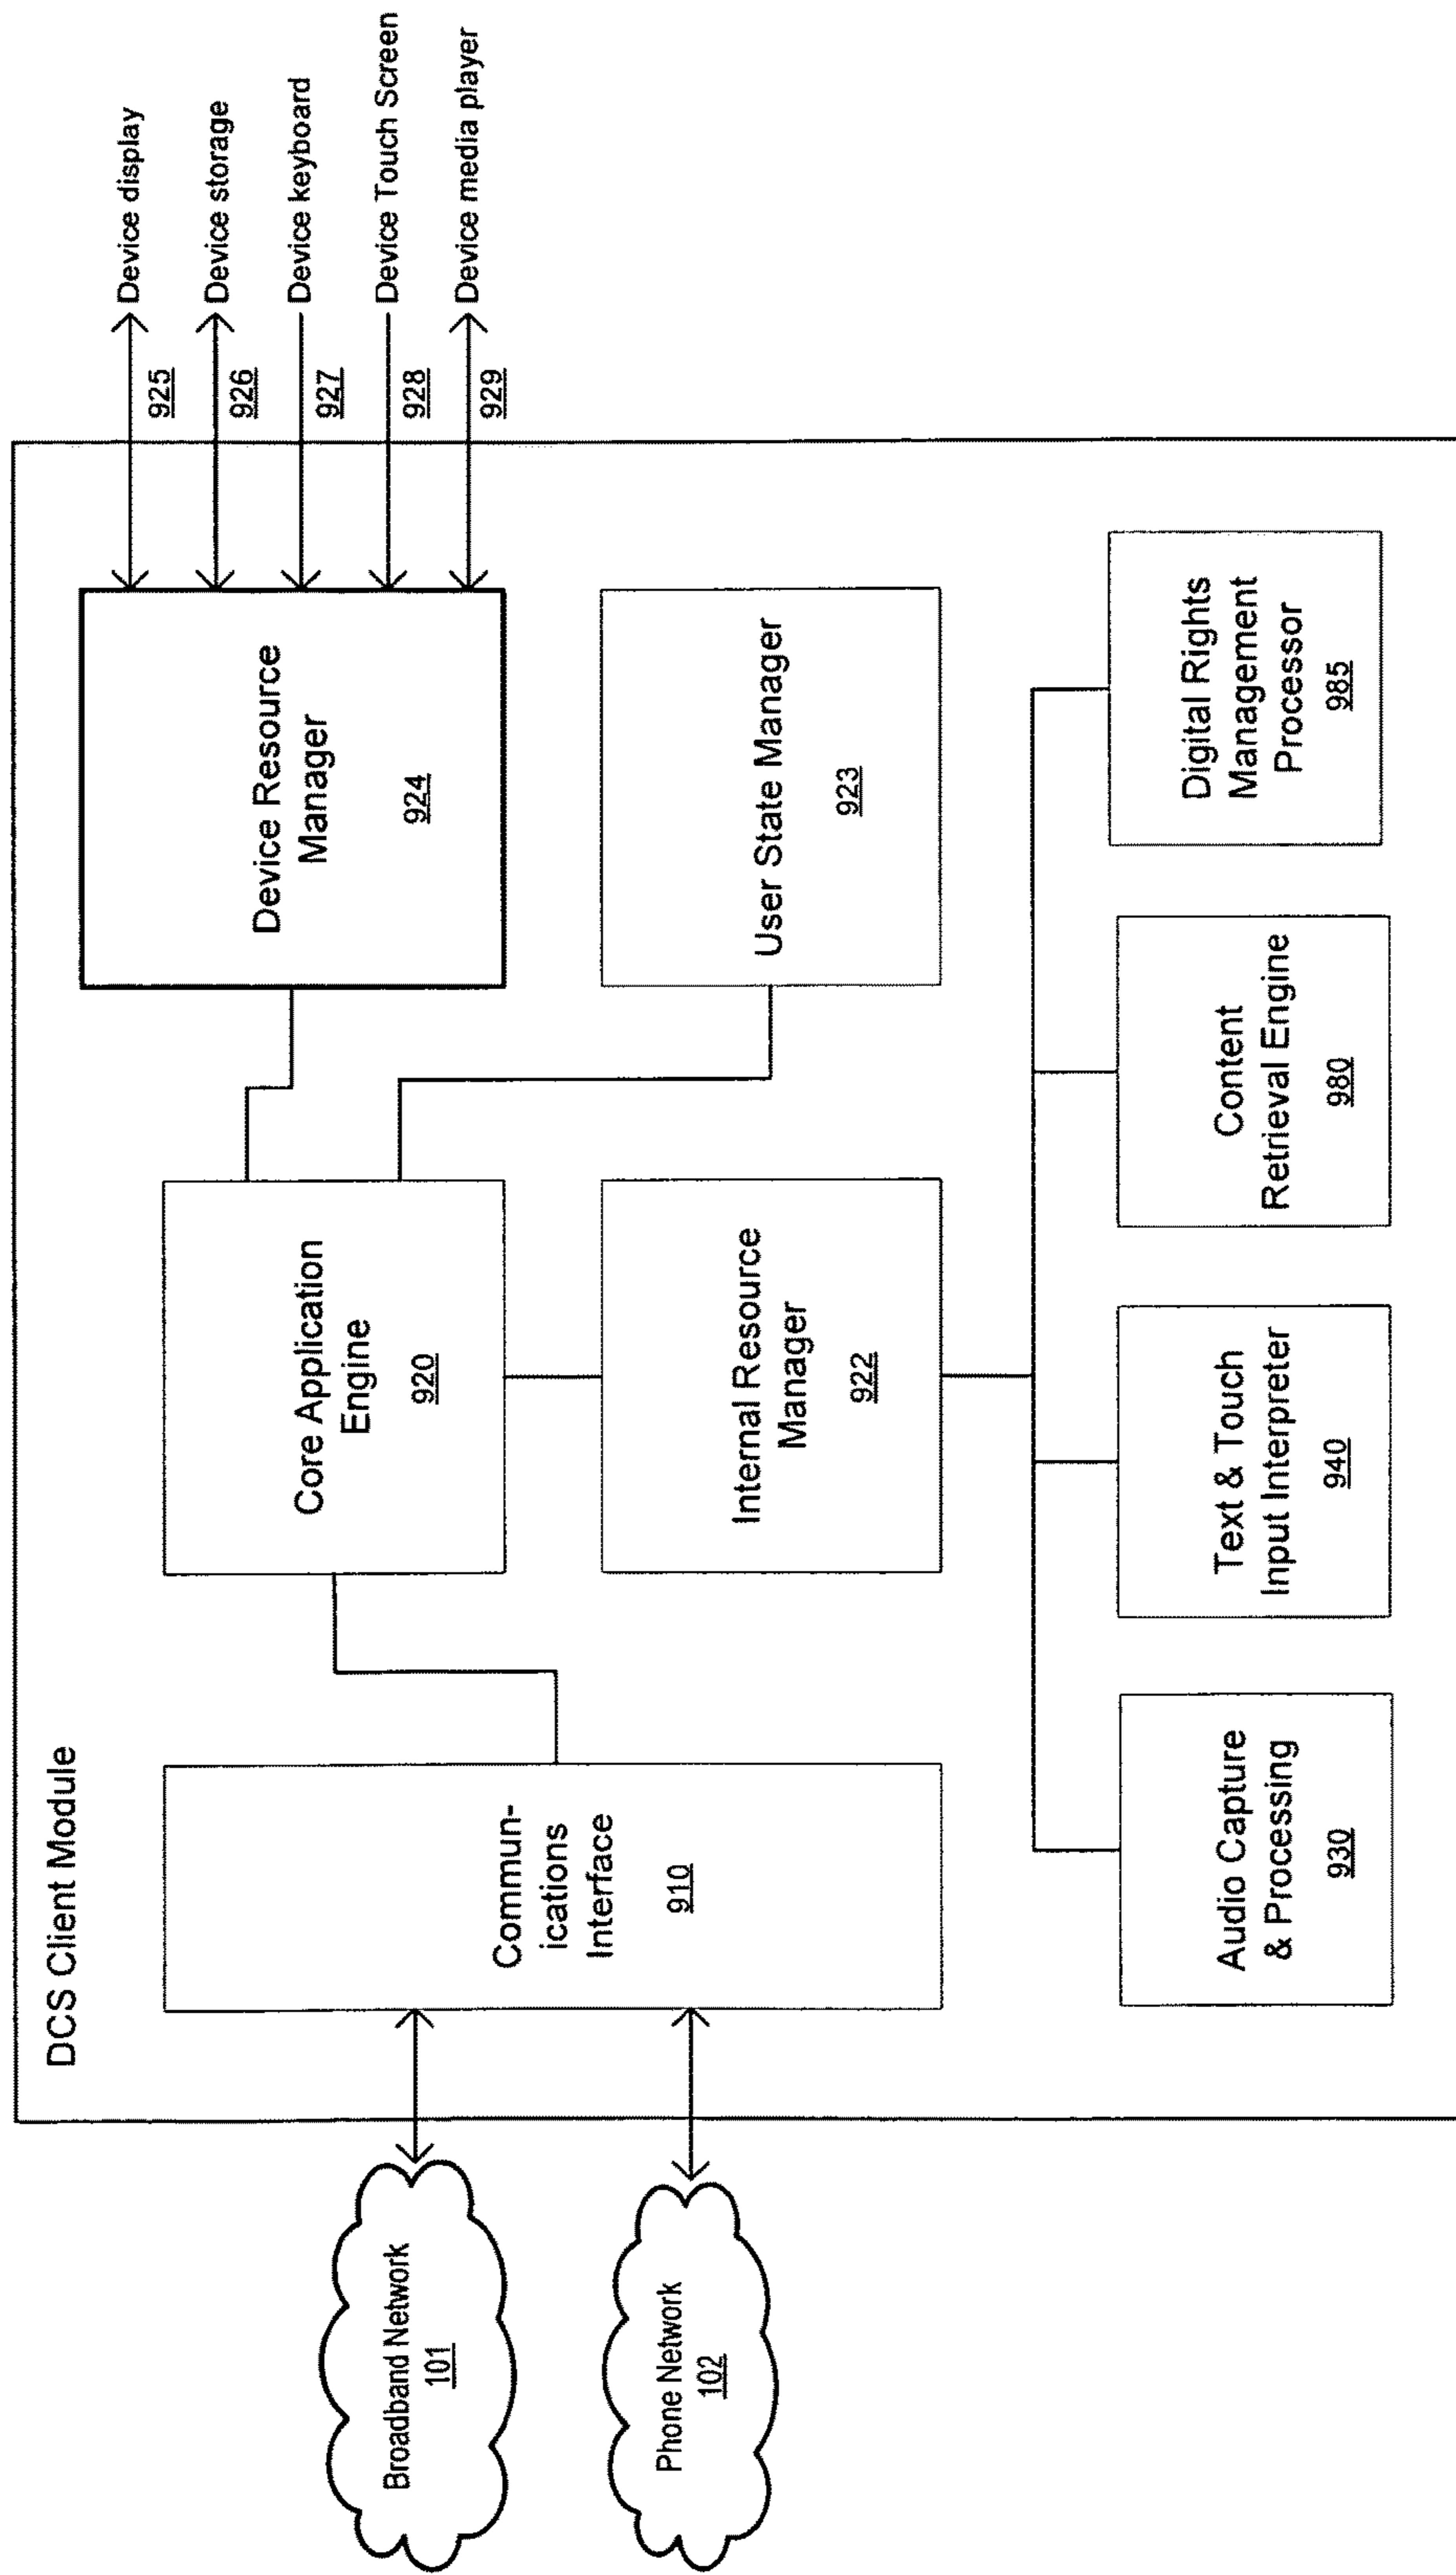 DCS Client Module
Broadband Network
101
Phone Network
102
Commun-
ications
Interface
910
Core Application
Engine
920
Internal Resource
Manager
922
Device Resource
Manager
924
User State Manager
923
Device display
925
Device storage
926
Device keyboard
927
Device Touch Screen
928
Device media player
929
Audio Capture
& Processing
930
Text & Touch
Input Interpreter
940
Content
Retrieval Engine
980
Digital Rights
Management
Processor
985